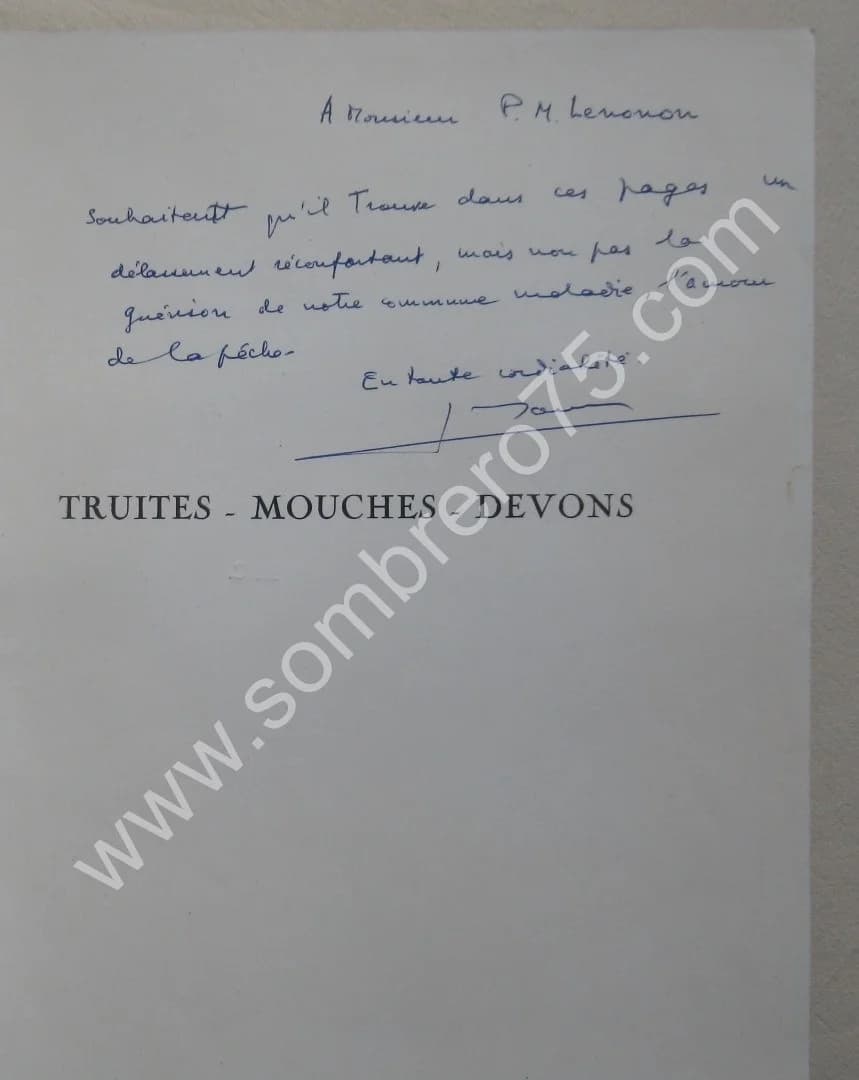 A Monsieur P. M. Lenonon
Souhaitant qu'il Trouve dans ces pages un
délassement réconfortant, mais non pas la
guérison de notre commune maladie l'amour
de la pêche.
En toute cordialité.
TRUITES - MOUCHES - DEVONS
www.sombrero75.com